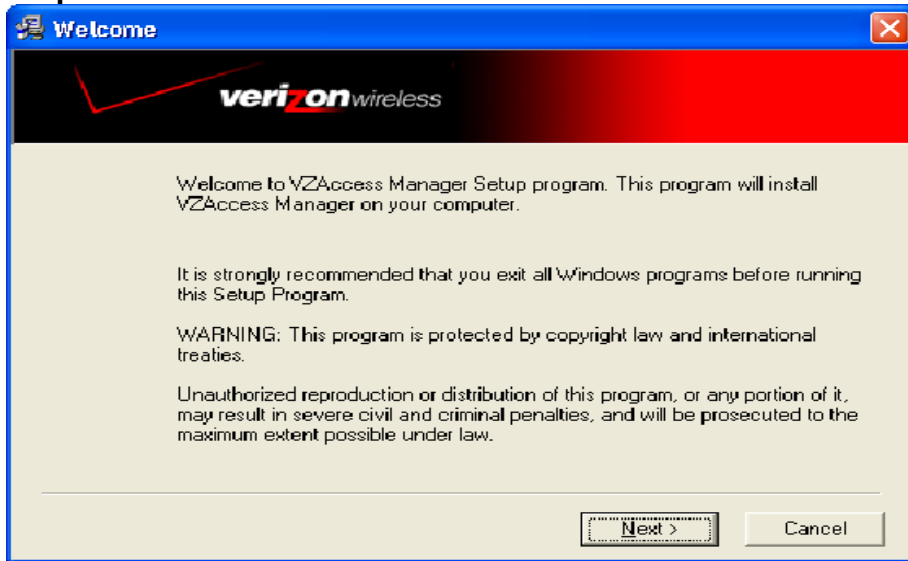 Welcome
verizon wireless
Welcome to VZAccess Manager Setup program. This program will install
VZAccess Manager on your computer.
It is strongly recommended that you exit all Windows programs before running
this Setup Program.
WARNING: This program is protected by copyright law and international
treaties.
Unauthorized reproduction or distribution of this program, or any portion of it,
may result in severe civil and criminal penalties, and will be prosecuted to the
maximum extent possible under law.
Next >
Cancel